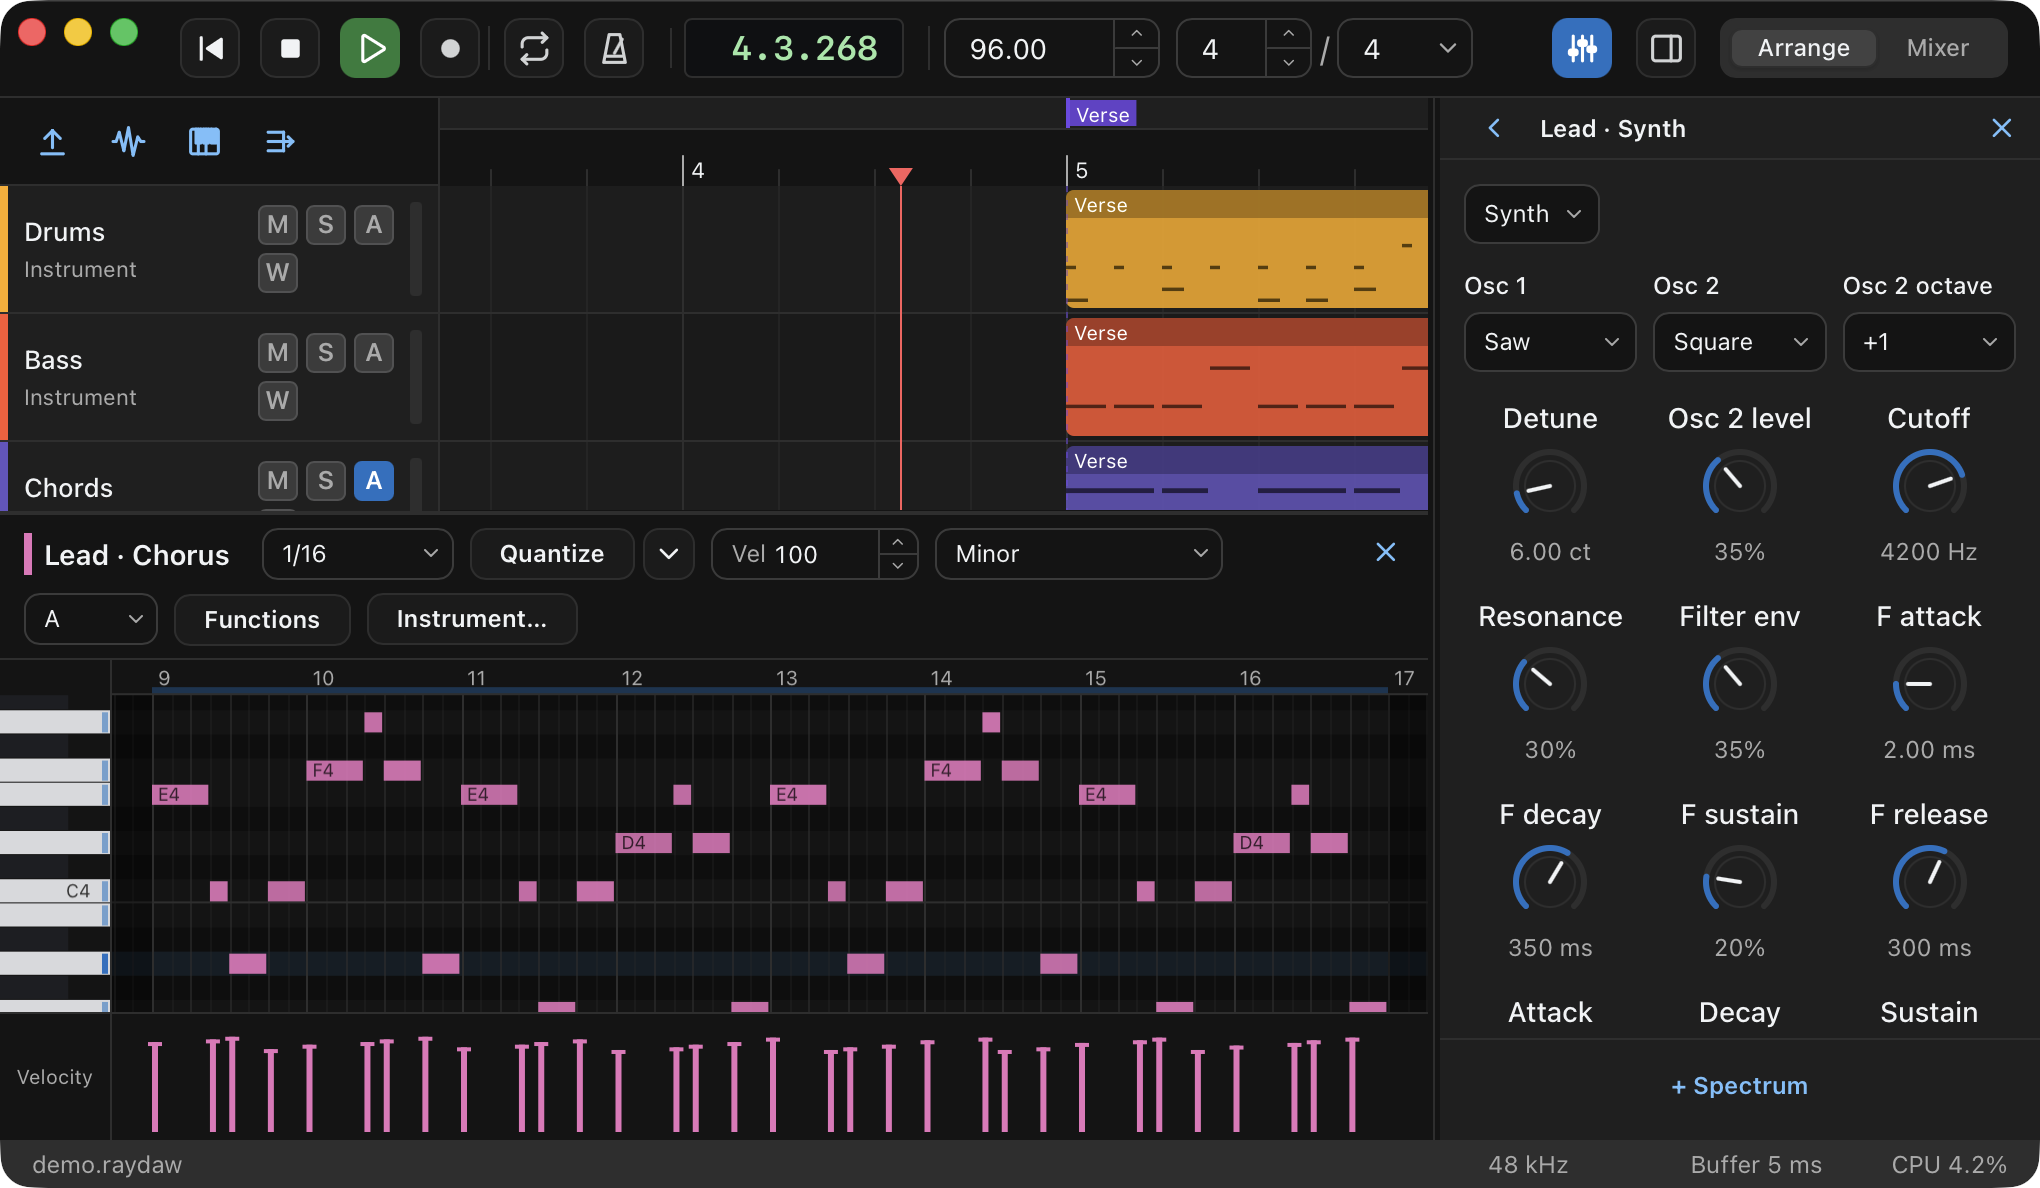 4.3.268
96.00
4 / 4
Arrange
Mixer
Verse
4
5
Drums
Instrument
M S A
W
Verse
Bass
Instrument
M S A
W
Verse
Chords
M S A
Verse
Lead · Chorus
1/16
Quantize
Vel 100
Minor
A
Functions
Instrument...
9 10 11 12 13 14 15 16 17
F4 F4
E4 E4 E4 E4
D4 D4
C4
Velocity
Lead · Synth
Synth
Osc 1 Osc 2 Osc 2 octave
Saw Square +1
Detune Osc 2 level Cutoff
6.00 ct 35% 4200 Hz
Resonance Filter env F attack
30% 35% 2.00 ms
F decay F sustain F release
350 ms 20% 300 ms
Attack Decay Sustain
+ Spectrum
demo.raydaw
48 kHz Buffer 5 ms CPU 4.2%